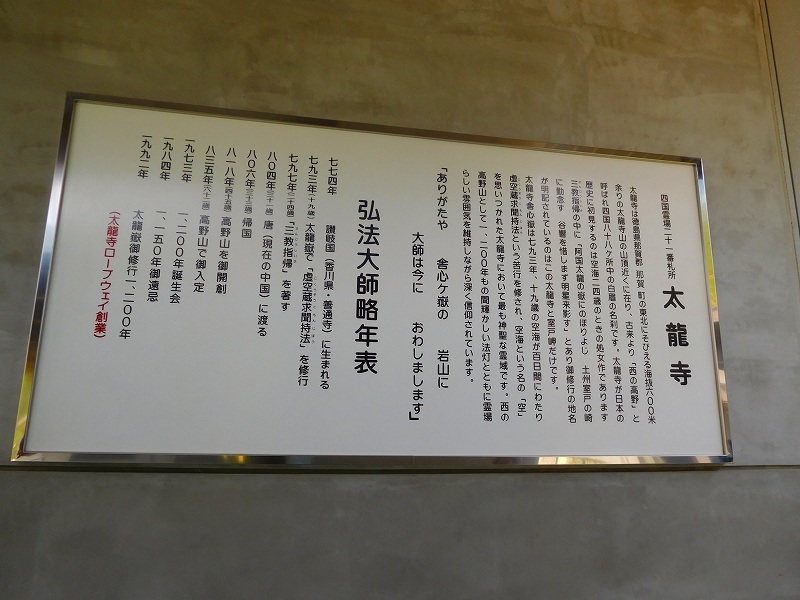 四国霊場二十一番札所
太龍寺
太龍寺は徳島県那賀郡 那賀 町の東北にそびえる海抜六〇〇米
余りの太龍寺山の山頂近くに在り、古来より「西の高野」と
呼ばれ四国八十八ヶ所中の白眉の名刹です。太龍寺が日本の
歴史に初見するのは空海二四歳のときの処女作であります
三教指帰の中に「阿国太龍の嶽にのぼりよじ 土州室戸の崎
に勤念す 谷響を惜します明星来影す」とあり御修行の地名
が明記されているのはこの太龍寺と室戸岬だけです。
太龍寺舎心嶽は七九三年、十九歳の空海が百日間にわたり
虚空蔵求聞持法という苦行を修され、空海という名の「空」
を思いつかれた太龍寺において最も神聖な霊域です。西の
高野山として一、二〇〇年もの間輝かしい法灯とともに霊場
らしい雰囲気を維持しながら深く信仰されています。
「ありがたや 舎心ケ嶽の 岩山に
大師は今に おわしまします」
弘法大師略年表
七七四年 讃岐国(香川県・善通寺)に生まれる
七九三年(十九歳)太龍嶽で「虚空蔵求聞持法」を修行
七九七年(二十四歳)「三教指帰」を著す
八〇四年(三十一歳)唐(現在の中国)に渡る
八〇六年(三十三歳)帰国
八一八年(四十五歳)高野山を御開創
八三五年(六十二歳)高野山で御入定
一九七三年 一、二〇〇年誕生会
一九八四年 一、一五〇年御遠忌
一九九二年 太龍嶽御修行一、二〇〇年
(太龍寺ロープウェイ創業)